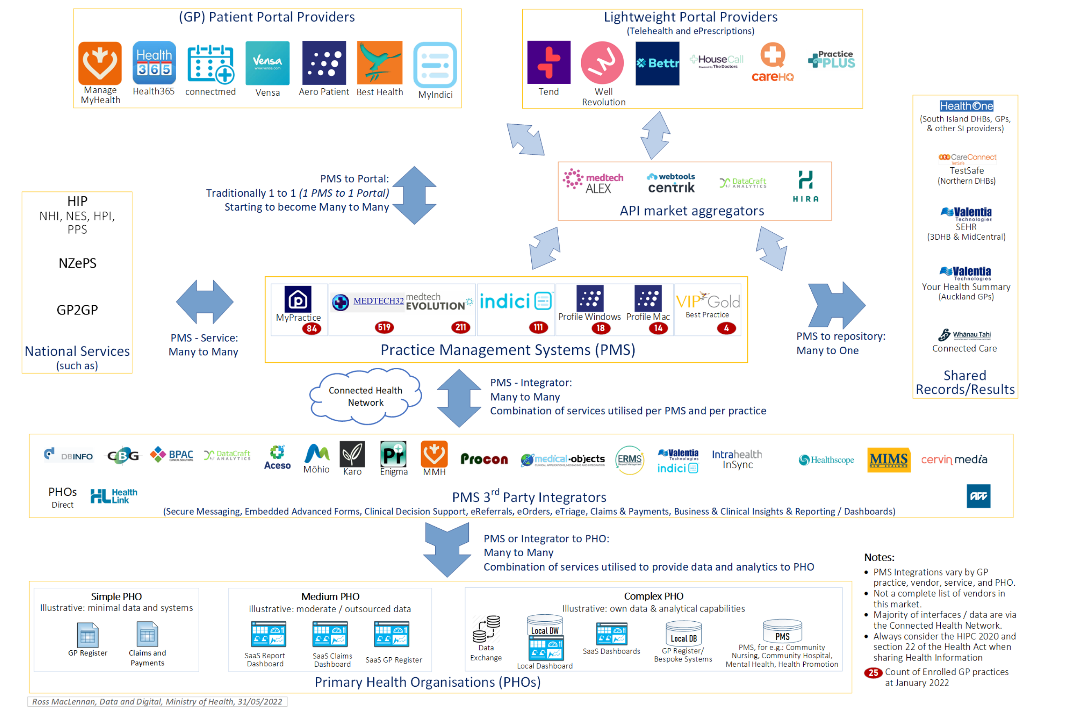 (GP) Patient Portal Providers
Manage
MyHealth
Health
365
Health365
connectmed
Vensa
Vensa
Aero Patient
Best Health
MyIndici
Lightweight Portal Providers
(Telehealth and ePrescriptions)
Tend
Well
Revolution
Bettr
HouseCall
careHQ
Practice
PLUS
HealthOne
(South Island DHBs, GPs,
& other SI providers)
CareConnect
TestSafe
(Northern DHBs)
Valentia
Technologies
SEHR
(3DHB & MidCentral)
Valentia
Technologies
Your Health Summary
(Auckland GPs)
Whānau Tahi
Connected Care
Shared
Records/Results
PMS to Portal:
Traditionally 1 to 1 (1 PMS to 1 Portal)
Starting to become Many to Many
medtech
ALEX
webtools
centrik
DataCraft
ANALYTICS
HIRA
API market aggregators
HIP
NHI, NES, HPI,
PPS
NZePS
GP2GP
National Services
(such as)
PMS - Service:
Many to Many
MyPractice
84
MEDTECH32
519
medtech
EVOLUTION
211
indici
111
Profile Windows
18
Profile Mac
14
VIP Gold
Best Practice
4
Practice Management Systems (PMS)
PMS to repository:
Many to One
Connected Health
Network
PMS - Integrator:
Many to Many
Combination of services utilised per PMS and per practice
DBINFO
CBG
BPAC
DataCraft
ANALYTICS
Aceso
Mōhio
Karo
Pr
Enigma
MMH
Procon
medical-objects
ERMS
Valentia
Technologies
indici
Intrahealth
InSync
Healthscope
MIMS
cervin media
PHOs
Direct
HL
Health
Link
ACC
PMS 3rd Party Integrators
(Secure Messaging, Embedded Advanced Forms, Clinical Decision Support, eReferrals, eOrders, eTriage, Claims & Payments, Business & Clinical Insights & Reporting / Dashboards)
PMS or Integrator to PHO:
Many to Many
Combination of services utilised to provide data and analytics to PHO
Simple PHO
Illustrative: minimal data and systems
GP Register
Claims and
Payments
Medium PHO
illustrative: moderate / outsourced data
SaaS Report
Dashboard
SaaS Claims
Dashboard
SaaS GP Register
Complex PHO
Illustrative: own data & analytical capabilities
Data
Exchange
Local DW
Local Dashboard
SaaS Dashboards
Local DB
GP Register/
Bespoke Systems
PMS
PMS, for e.g.: Community
Nursing, Community Hospital,
Mental Health, Health Promotion
Primary Health Organisations (PHOs)
Notes:
• PMS Integrations vary by GP
practice, vendor, service, and PHO.
• Not a complete list of vendors in
this market.
• Majority of interfaces / data are via
the Connected Health Network.
• Always consider the HIPC 2020 and
section 22 of the Health Act when
sharing Health Information
25 Count of Enrolled GP practices
at January 2022
Ross MacLennan, Data and Digital, Ministry of Health, 31/05/2022